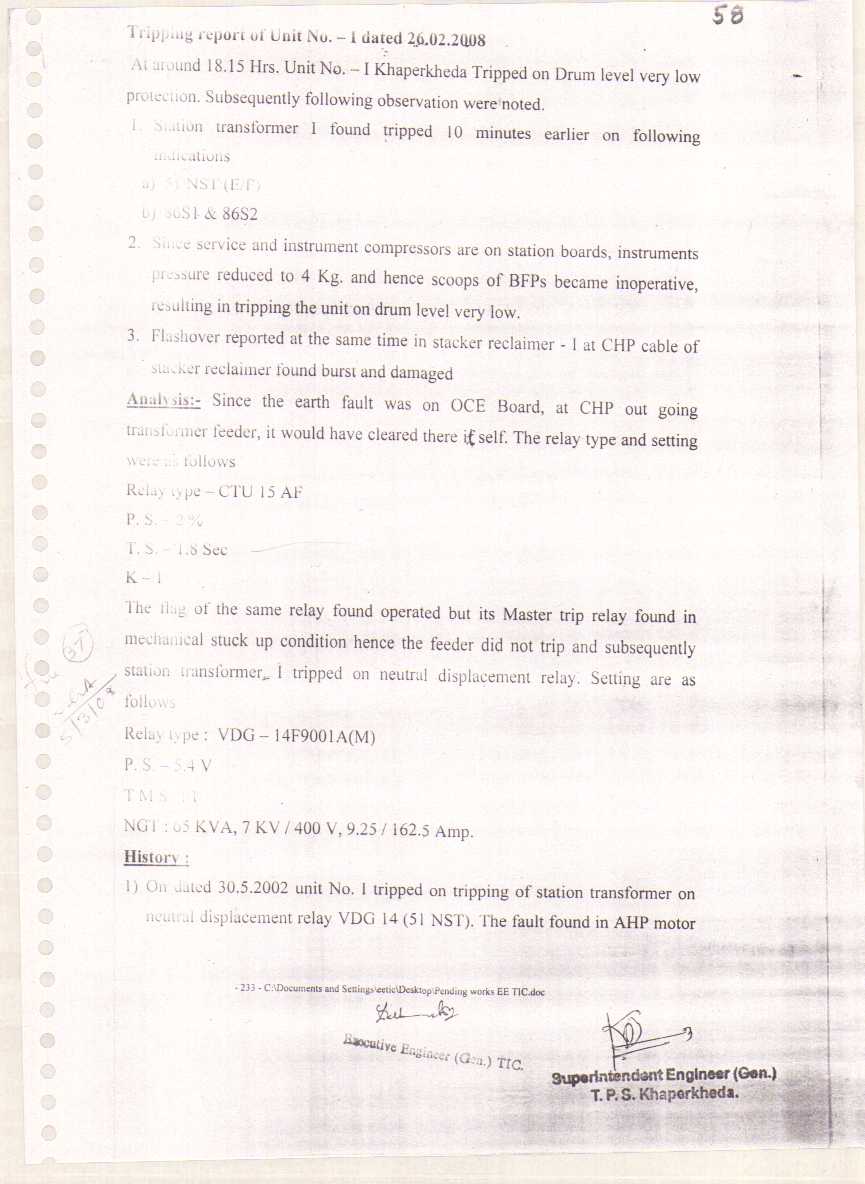 58
Tripping report of Unit No. – I dated 26.02.2008
At around 18.15 Hrs. Unit No. – I Khaperkheda Tripped on Drum level very low
protection. Subsequently following observation were noted.
1. Station transformer I found tripped 10 minutes earlier on following
indications
a) 51 NST (E/F)
b) 86S1 & 86S2
2. Since service and instrument compressors are on station boards, instruments
pressure reduced to 4 Kg. and hence scoops of BFPs became inoperative,
resulting in tripping the unit on drum level very low.
3. Flashover reported at the same time in stacker reclaimer - I at CHP cable of
stacker reclaimer found burst and damaged
Analysis:- Since the earth fault was on OCE Board, at CHP out going
transformer feeder, it would have cleared there it self. The relay type and setting
were as follows
Relay type – CTU 15 AF
P. S. – 2 %
T. S. – 1.8 Sec
K – 1
The flag of the same relay found operated but its Master trip relay found in
mechanical stuck up condition hence the feeder did not trip and subsequently
station transformer I tripped on neutral displacement relay. Setting are as
follows
37
5/3/08
Relay type : VDG – 14F9001A(M)
P. S. – 5.4 V
T M S
NGT : 65 KVA, 7 KV / 400 V, 9.25 / 162.5 Amp.
History :
1) On dated 30.5.2002 unit No. I tripped on tripping of station transformer on
neutral displacement relay VDG 14 (51 NST). The fault found in AHP motor
- 233 - C:\Documents and Settings\eetic\Desktop\Pending works EE TIC.doc
Executive Engineer (Gen.) TIC.
Superintendent Engineer (Gen.)
T. P. S. Khaperkheda.